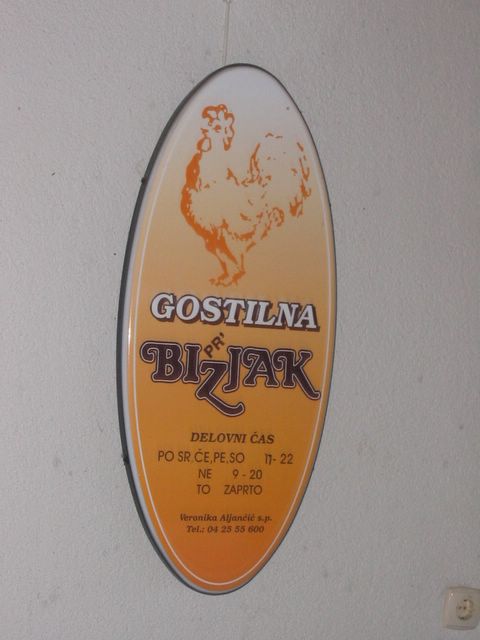 GOSTILNA
PR'
BIZJAK
DELOVNI ČAS
PO SR,ČE,PE,SO 11- 22
NE 9 - 20
TO ZAPRTO
Veronika Aljančič s.p.
Tel.: 04 25 55 600